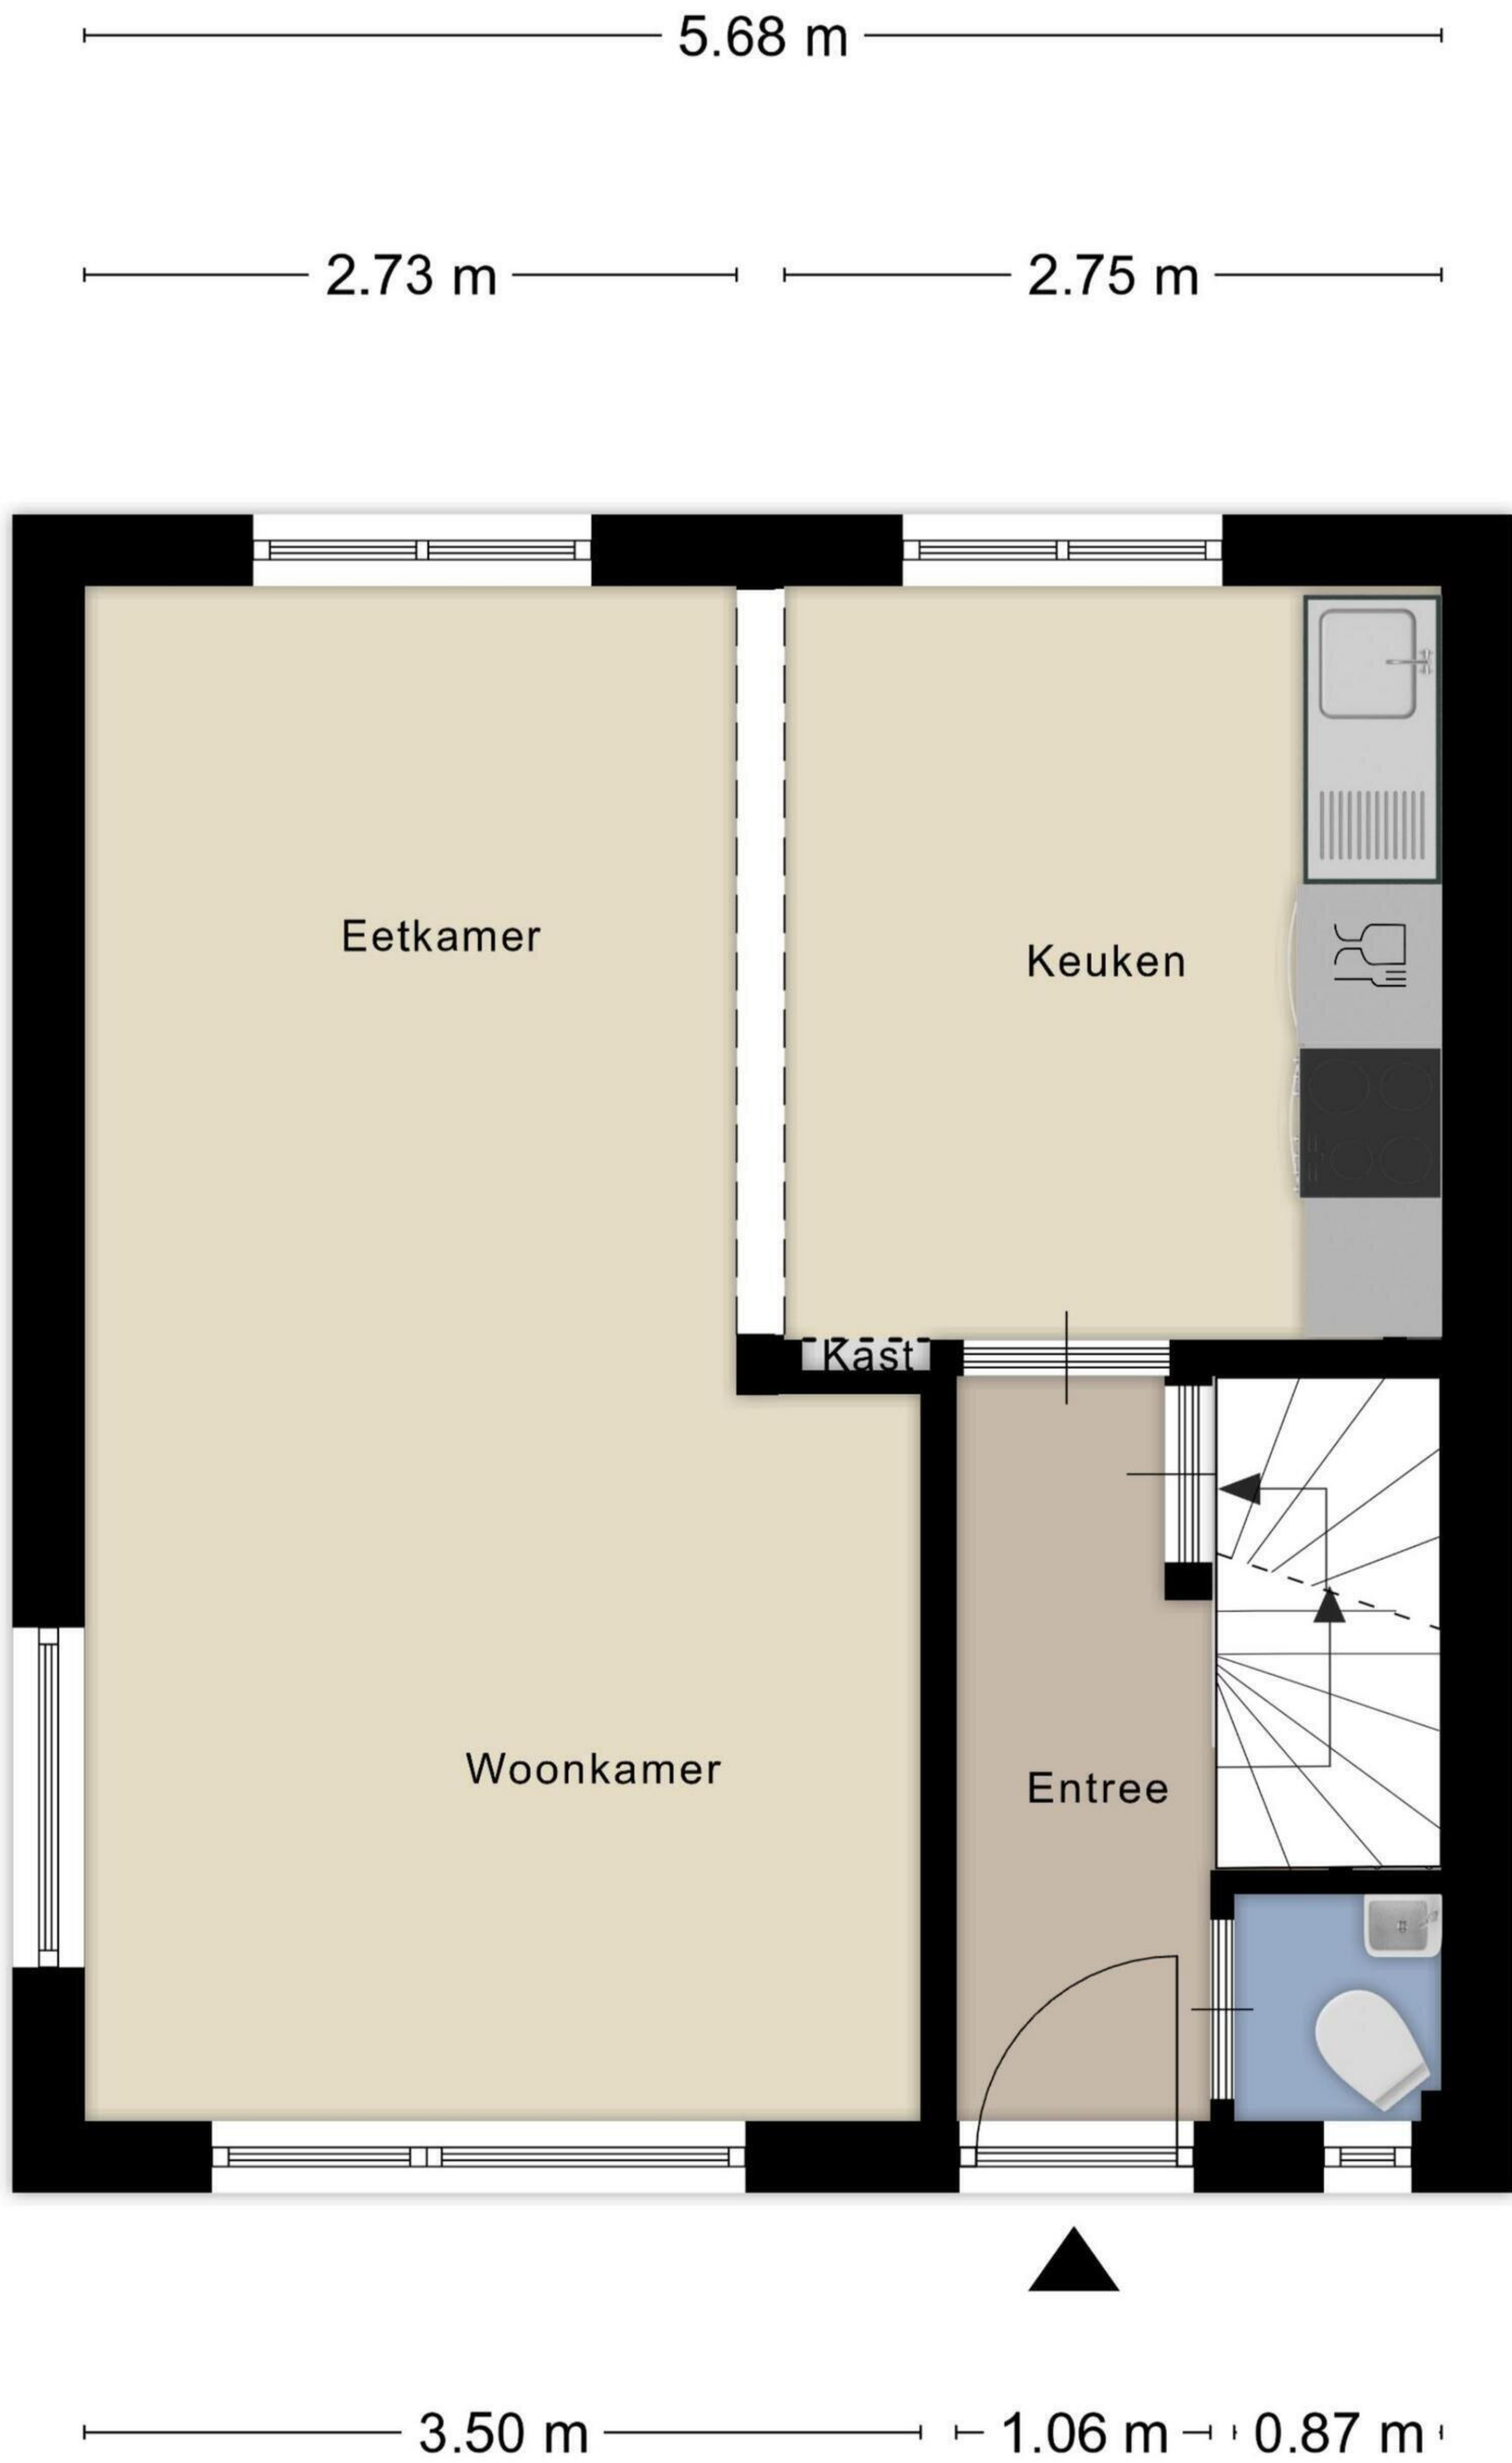 5.68 m
2.73 m
2.75 m
Eetkamer
Keuken
Kast
Woonkamer
Entree
3.50 m
1.06 m
0.87 m